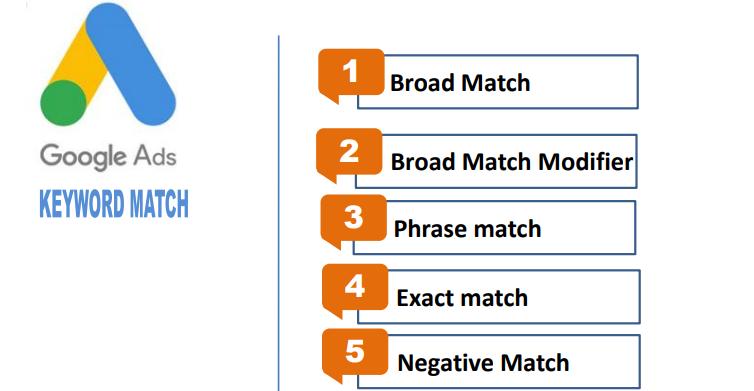 Google Ads
KEYWORD MATCH
1
Broad Match
2
Broad Match Modifier
3
Phrase match
4
Exact match
5
Negative Match